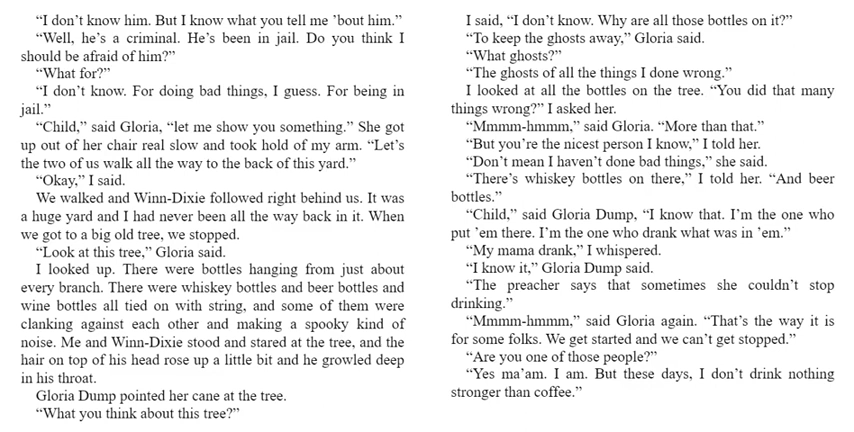 “I don’t know him. But I know what you tell me ’bout him.”
“Well, he’s a criminal. He’s been in jail. Do you think I
should be afraid of him?”
“What for?”
“I don’t know. For doing bad things, I guess. For being in
jail.”
“Child,” said Gloria, “let me show you something.” She got
up out of her chair real slow and took hold of my arm. “Let’s
the two of us walk all the way to the back of this yard.”
“Okay,” I said.
We walked and Winn-Dixie followed right behind us. It was
a huge yard and I had never been all the way back in it. When
we got to a big old tree, we stopped.
“Look at this tree,” Gloria said.
I looked up. There were bottles hanging from just about
every branch. There were whiskey bottles and beer bottles and
wine bottles all tied on with string, and some of them were
clanking against each other and making a spooky kind of
noise. Me and Winn-Dixie stood and stared at the tree, and the
hair on top of his head rose up a little bit and he growled deep
in his throat.
Gloria Dump pointed her cane at the tree.
“What you think about this tree?”
I said, “I don’t know. Why are all those bottles on it?”
“To keep the ghosts away,” Gloria said.
“What ghosts?”
“The ghosts of all the things I done wrong.”
I looked at all the bottles on the tree. “You did that many
things wrong?” I asked her.
“Mmmm-hmmm,” said Gloria. “More than that.”
“But you’re the nicest person I know,” I told her.
“Don’t mean I haven’t done bad things,” she said.
“There’s whiskey bottles on there,” I told her. “And beer
bottles.”
“Child,” said Gloria Dump, “I know that. I’m the one who
put ’em there. I’m the one who drank what was in ’em.”
“My mama drank,” I whispered.
“I know it,” Gloria Dump said.
“The preacher says that sometimes she couldn’t stop
drinking.”
“Mmmm-hmmm,” said Gloria again. “That’s the way it is
for some folks. We get started and we can’t get stopped.”
“Are you one of those people?”
“Yes ma’am. I am. But these days, I don’t drink nothing
stronger than coffee.”